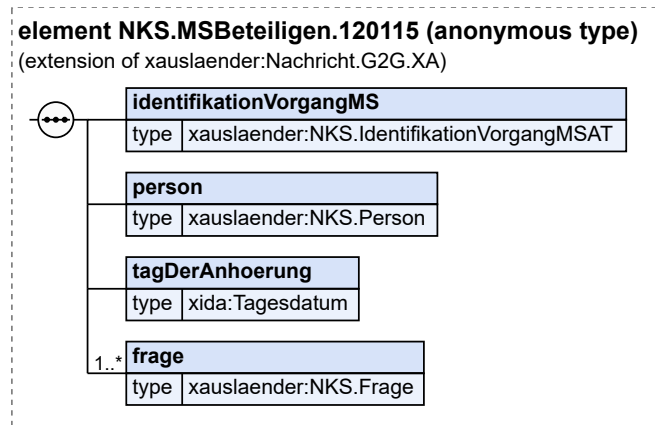 element NKS.MSBeteiligen.120115 (anonymous type)
(extension of xauslaender:Nachricht.G2G.XA)
identifikationVorgangMS
type xauslaender:NKS.IdentifikationVorgangMSAT
person
type xauslaender:NKS.Person
tagDerAnhoerung
type xida:Tagesdatum
1..* frage
type xauslaender:NKS.Frage